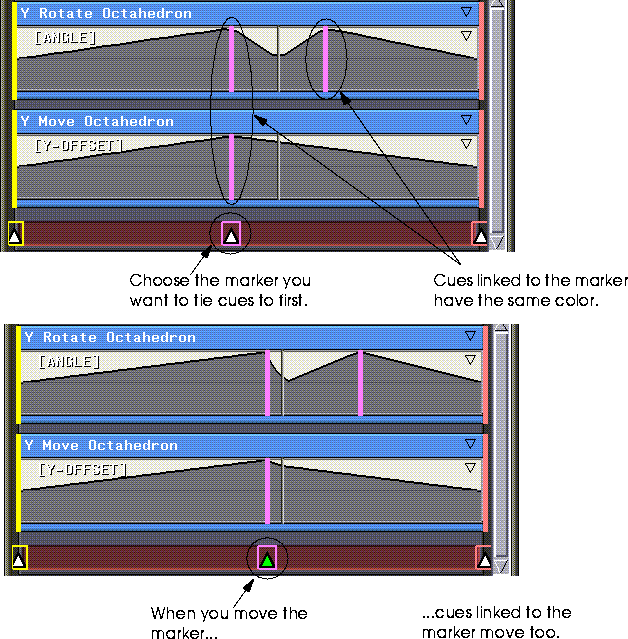 Y Rotate Octahedron
[ANGLE]
Y Move Octahedron
[Y-OFFSET]
Choose the marker you
want to tie cues to first.
Cues linked to the marker
have the same color.
Y Rotate Octahedron
[ANGLE]
Y Move Octahedron
[Y-OFFSET]
When you move the
marker...
...cues linked to the
marker move too.